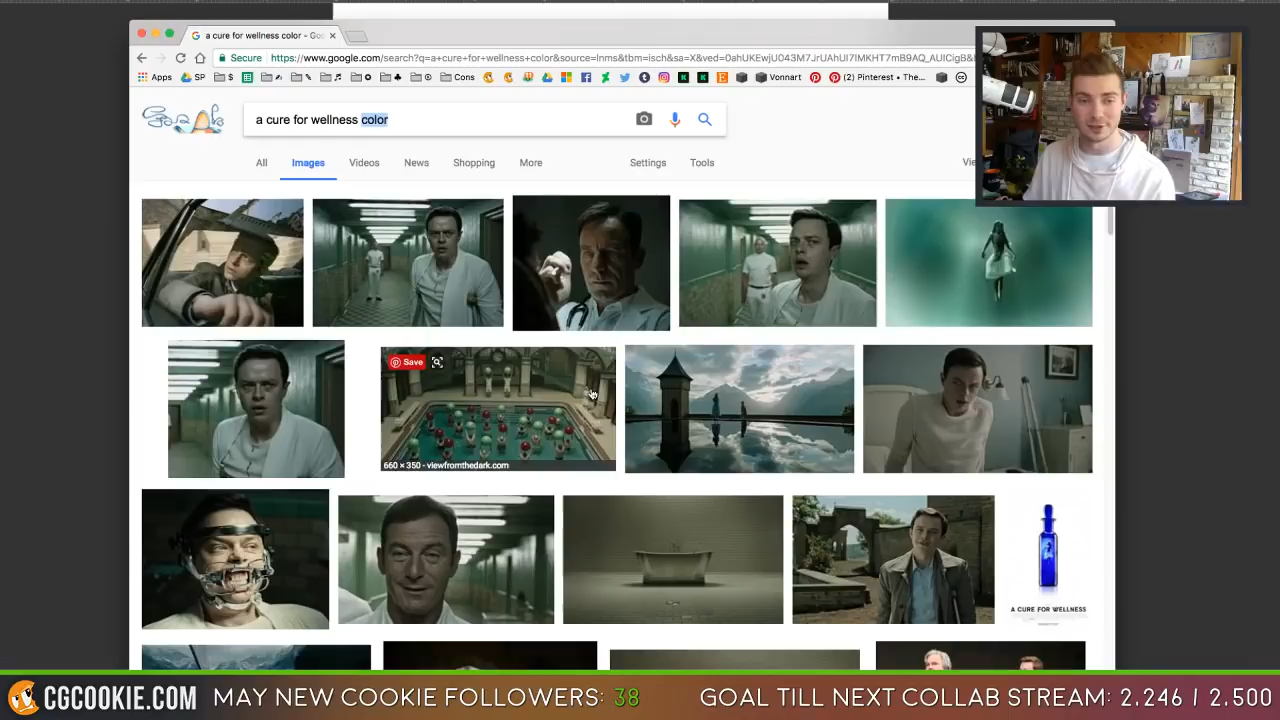 a cure for wellness color - Goo
Secure
https://www.google.com/search?q=a+cure+for+wellness+color&source=lnms&tbm=isch&sa=X&ved=
Apps SP $ Cons Vonnart (2) Pinterest • The...
a cure for wellness color
All Images Videos News Shopping More Settings Tools
Save
660 × 350 - viewfromthedark.com
A CURE FOR WELLNESS
CGCOOKIE.COM MAY NEW COOKIE FOLLOWERS: 38 GOAL TILL NEXT COLLAB STREAM: 2,246 / 2,500